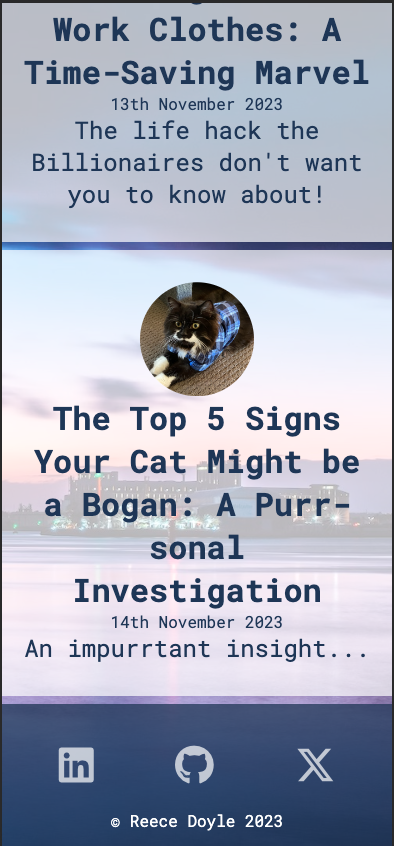 Work Clothes: A
Time-Saving Marvel
13th November 2023
The life hack the
Billionaires don't want
you to know about!
The Top 5 Signs
Your Cat Might be
a Bogan: A Purr-
sonal
Investigation
14th November 2023
An impurrtant insight...
in
© Reece Doyle 2023